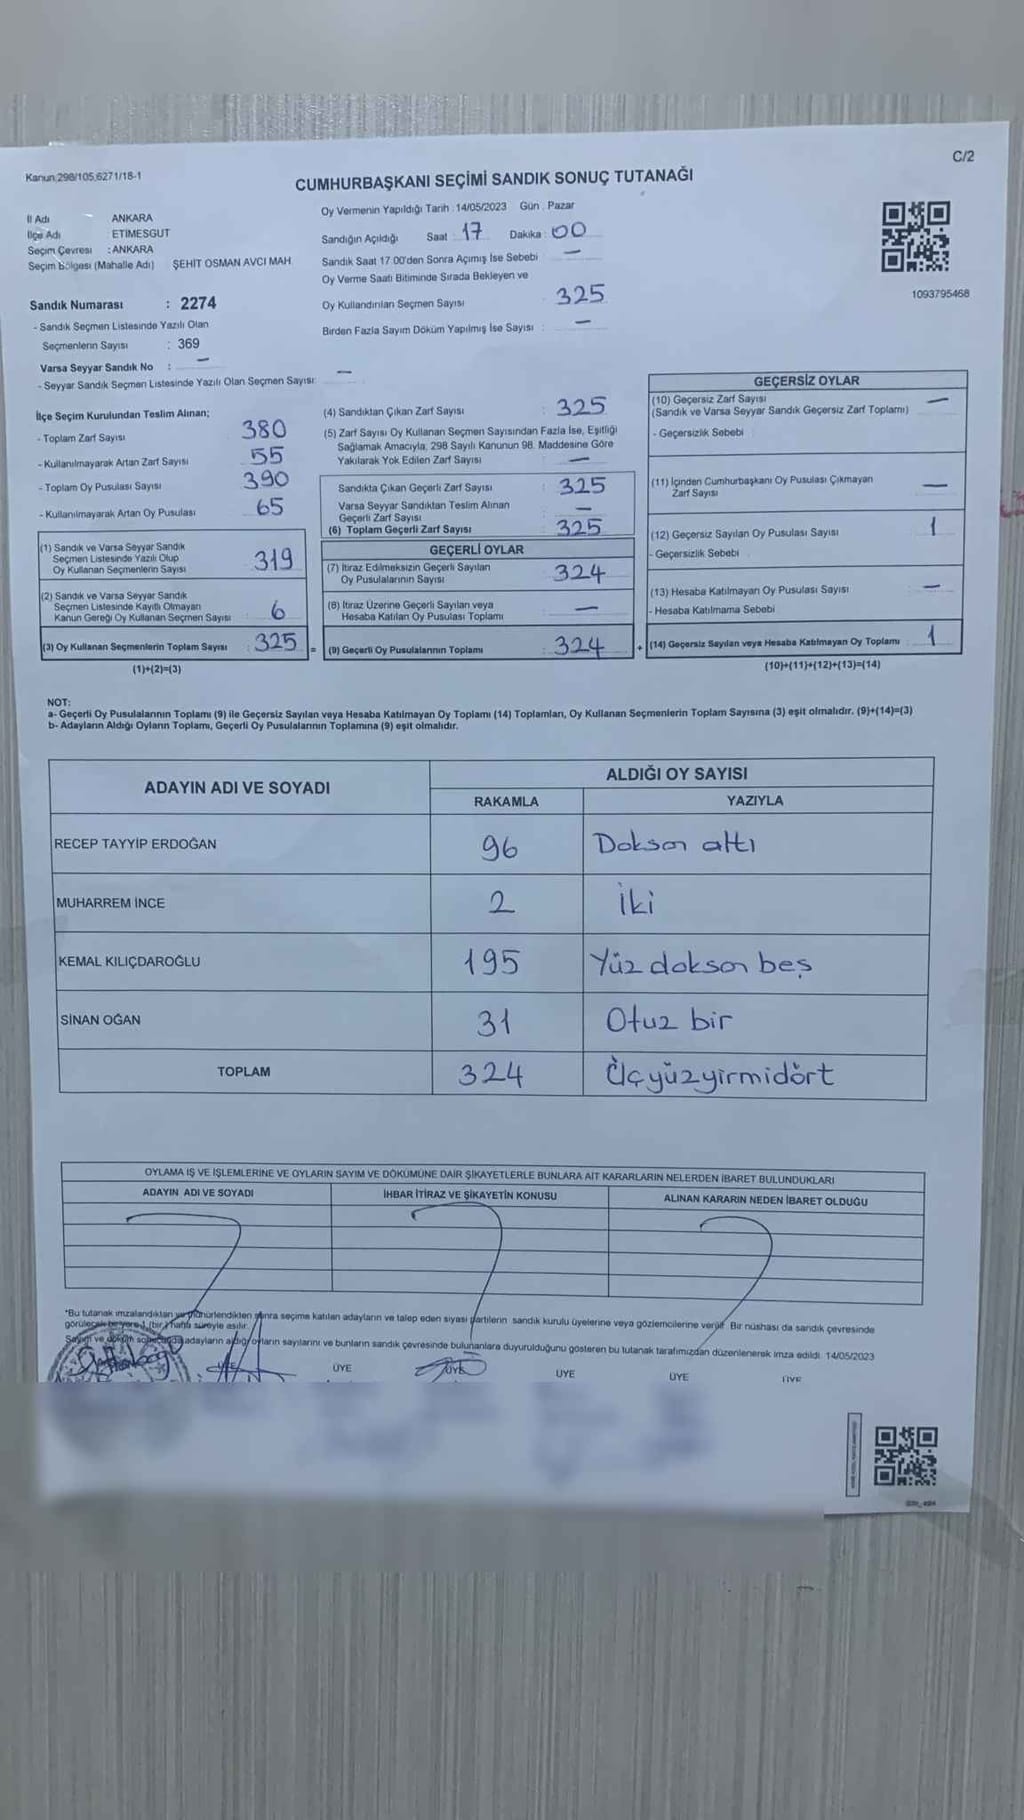 C/2
Kanun:298/105,6271/18-1
CUMHURBAŞKANI SEÇİMİ SANDIK SONUÇ TUTANAĞI
İl Adı ANKARA
İlçe Adı : ETİMESGUT
Seçim Çevresi : ANKARA
Seçim Bölgesi (Mahalle Adı) ŞEHİT OSMAN AVCI MAH.
Sandık Numarası : 2274
- Sandık Seçmen Listesinde Yazılı Olan
Seçmenlerin Sayısı : 369
Varsa Seyyar Sandık No : —
- Seyyar Sandık Seçmen Listesinde Yazılı Olan Seçmen Sayısı: —
Oy Vermenin Yapıldığı Tarih : 14/05/2023 Gün : Pazar
Sandığın Açıldığı Saat : 17 Dakika : 00
Sandık Saat 17.00'den Sonra Açımış İse Sebebi : —
Oy Verme Saati Bitiminde Sırada Bekleyen ve
Oy Kullandırılan Seçmen Sayısı : 325
Birden Fazla Sayım Döküm Yapılmış İse Sayısı : —
1093795468
İlçe Seçim Kurulundan Teslim Alınan;
- Toplam Zarf Sayısı 380
- Kullanılmayarak Artan Zarf Sayısı 55
- Toplam Oy Pusulası Sayısı 390
- Kullanılmayarak Artan Oy Pusulası 65
(1) Sandık ve Varsa Seyyar Sandık
Seçmen Listesinde Yazılı Olup
Oy Kullanan Seçmenlerin Sayısı 319
(2) Sandık ve Varsa Seyyar Sandık
Seçmen Listesinde Kayıtlı Olmayan
Kanun Gereği Oy Kullanan Seçmen Sayısı : 6
(3) Oy Kullanan Seçmenlerin Toplam Sayısı : 325 =
(1)+(2)=(3)
(4) Sandıktan Çıkan Zarf Sayısı : 325
(5) Zarf Sayısı Oy Kullanan Seçmen Sayısından Fazla İse, Eşitliği
Sağlamak Amacıyla, 298 Sayılı Kanunun 98. Maddesine Göre
Yakılarak Yok Edilen Zarf Sayısı —
Sandıkta Çıkan Geçerli Zarf Sayısı : 325
Varsa Seyyar Sandıktan Teslim Alınan
Geçerli Zarf Sayısı : —
(6) Toplam Geçerli Zarf Sayısı : 325
GEÇERLİ OYLAR
(7) İtiraz Edilmeksizin Geçerli Sayılan
Oy Pusulalarının Sayısı 324
(8) İtiraz Üzerine Geçerli Sayılan veya
Hesaba Katılan Oy Pusulası Toplamı —
(9) Geçerli Oy Pusulalarının Toplamı : 324 +
GEÇERSİZ OYLAR
(10) Geçersiz Zarf Sayısı
(Sandık ve Varsa Seyyar Sandık Geçersiz Zarf Toplamı) —
- Geçersizlik Sebebi :
(11) İçinden Cumhurbaşkanı Oy Pusulası Çıkmayan
Zarf Sayısı —
(12) Geçersiz Sayılan Oy Pusulası Sayısı 1
- Geçersizlik Sebebi
(13) Hesaba Katılmayan Oy Pusulası Sayısı —
- Hesaba Katılmama Sebebi
(14) Geçersiz Sayılan veya Hesaba Katılmayan Oy Toplamı : 1
(10)+(11)+(12)+(13)=(14)
NOT:
a- Geçerli Oy Pusulalarının Toplamı (9) ile Geçersiz Sayılan veya Hesaba Katılmayan Oy Toplamı (14) Toplamları, Oy Kullanan Seçmenlerin Toplam Sayısına (3) eşit olmalıdır. (9)+(14)=(3)
b- Adayların Aldığı Oyların Toplamı, Geçerli Oy Pusulalarının Toplamına (9) eşit olmalıdır.
ADAYIN ADI VE SOYADI ALDIĞI OY SAYISI
RAKAMLA YAZIYLA
RECEP TAYYİP ERDOĞAN 96 Doksan altı
MUHARREM İNCE 2 İki
KEMAL KILIÇDAROĞLU 195 Yüz doksan beş
SİNAN OĞAN 31 Otuz bir
TOPLAM 324 Üçyüzyirmidört
OYLAMA İŞ VE İŞLEMLERİNE VE OYLARIN SAYIM VE DÖKÜMÜNE DAİR ŞİKAYETLERLE BUNLARA AİT KARARLARIN NELERDEN İBARET BULUNDUKLARI
ADAYIN ADI VE SOYADI İHBAR İTİRAZ VE ŞİKAYETİN KONUSU ALINAN KARARIN NEDEN İBARET OLDUĞU
*Bu tutanak imzalandıktan ve mühürlendikten sonra seçime katılan adayların ve talep eden siyasi partilerin sandık kurulu üyelerine veya gözlemcilerine verilir. Bir nüshası da sandık çevresinde
görülecek bir yere 1 (bir) hafta süreyle asılır.
Sayım ve döküm sonucunda adayların aldığı oyların sayılarını ve bunların sandık çevresinde bulunanlara duyurulduğunu gösteren bu tutanak tarafımızdan düzenlenerek imza edildi. 14/05/2023
ÜYE ÜYE ÜYE ÜYE ÜYE ÜYE